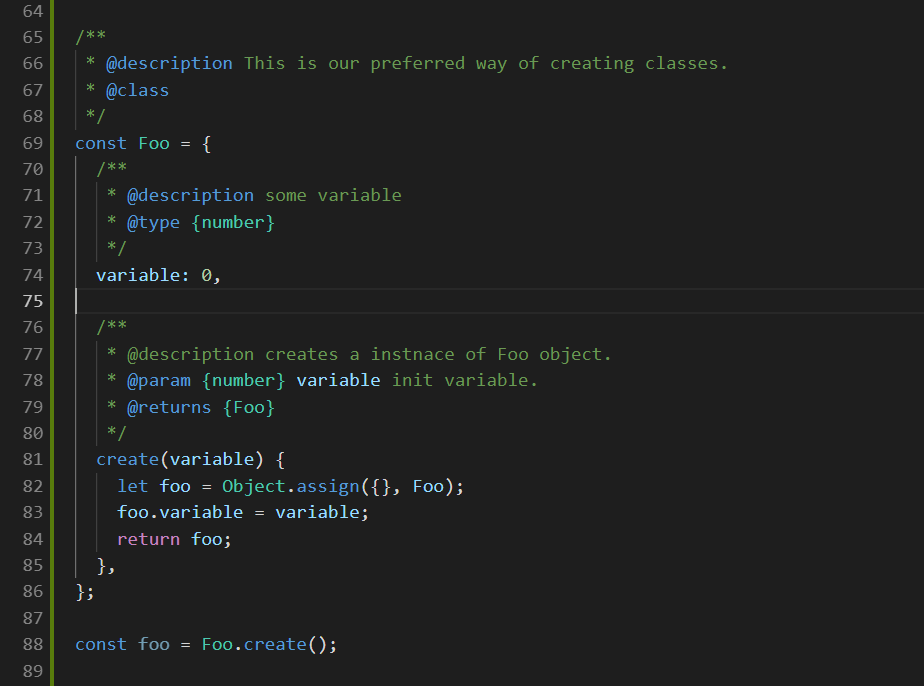 64
65 /**
66  * @description This is our preferred way of creating classes.
67  * @class
68  */
69 const Foo = {
70   /**
71    * @description some variable
72    * @type {number}
73    */
74   variable: 0,
75
76   /**
77    * @description creates a instnace of Foo object.
78    * @param {number} variable init variable.
79    * @returns {Foo}
80    */
81   create(variable) {
82     let foo = Object.assign({}, Foo);
83     foo.variable = variable;
84     return foo;
85   },
86 };
87
88 const foo = Foo.create();
89